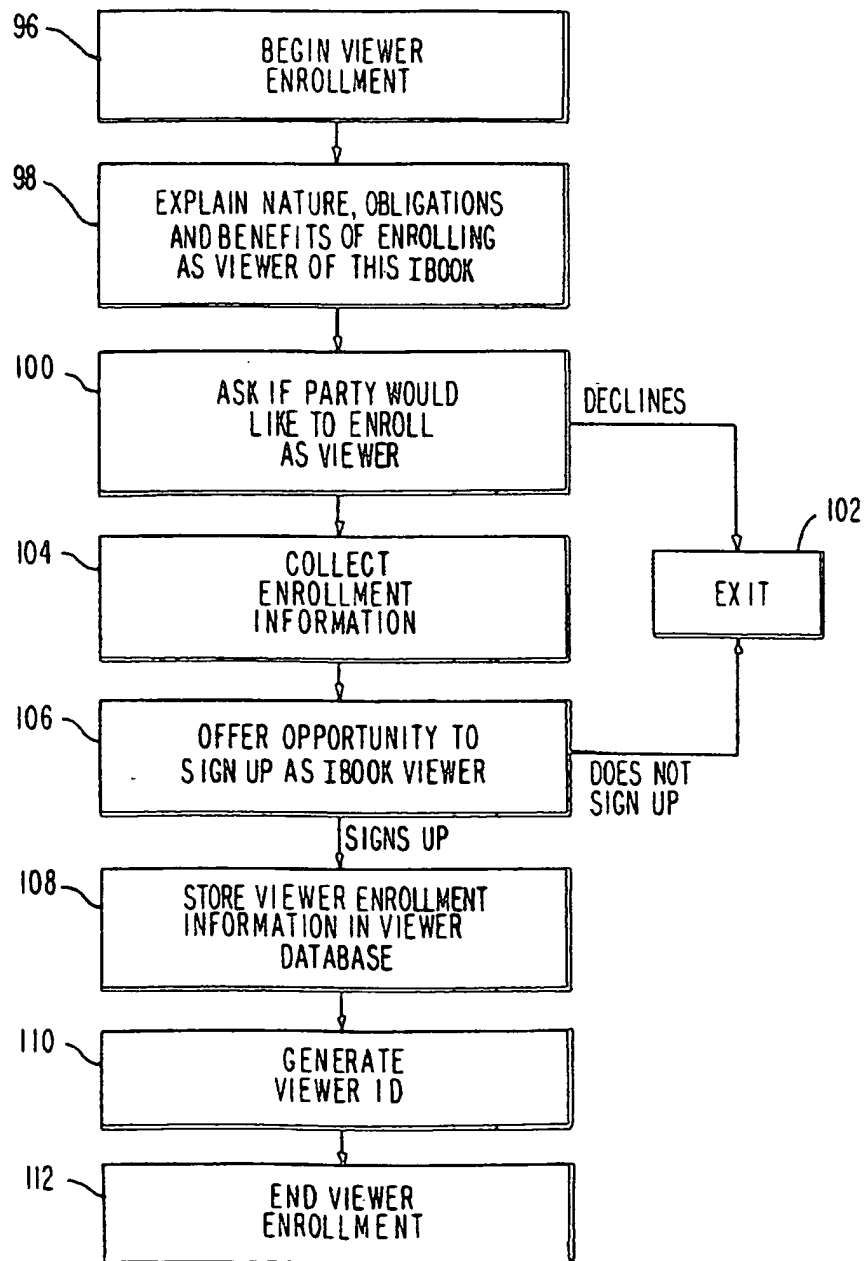 96
BEGIN VIEWER
ENROLLMENT
98
EXPLAIN NATURE, OBLIGATIONS
AND BENEFITS OF ENROLLING
AS VIEWER OF THIS IBOOK
100
ASK IF PARTY WOULD
LIKE TO ENROLL
AS VIEWER
DECLINES
102
EXIT
104
COLLECT
ENROLLMENT
INFORMATION
106
OFFER OPPORTUNITY TO
SIGN UP AS IBOOK VIEWER
DOES NOT
SIGN UP
SIGNS UP
108
STORE VIEWER ENROLLMENT
INFORMATION IN VIEWER
DATABASE
110
GENERATE
VIEWER ID
112
END VIEWER
ENROLLMENT